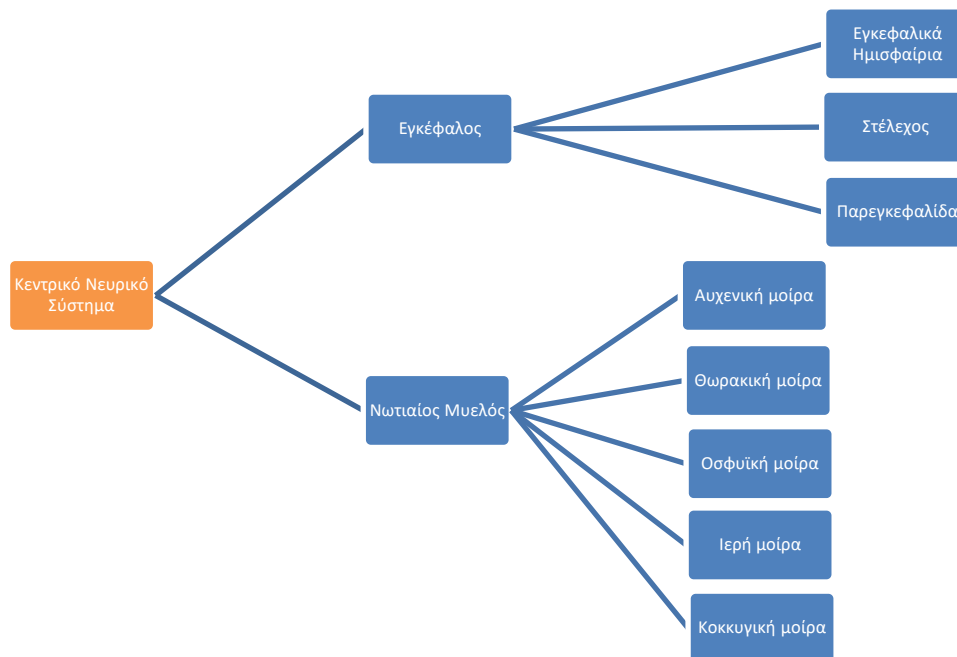 Εγκεφαλικά
Ημισφαίρια
Εγκέφαλος
Στέλεχος
Παρεγκεφαλίδα
Κεντρικό Νευρικό
Σύστημα
Αυχενική μοίρα
Θωρακική μοίρα
Νωτιαίος Μυελός
Οσφυϊκή μοίρα
Ιερή μοίρα
Κοκκυγική μοίρα